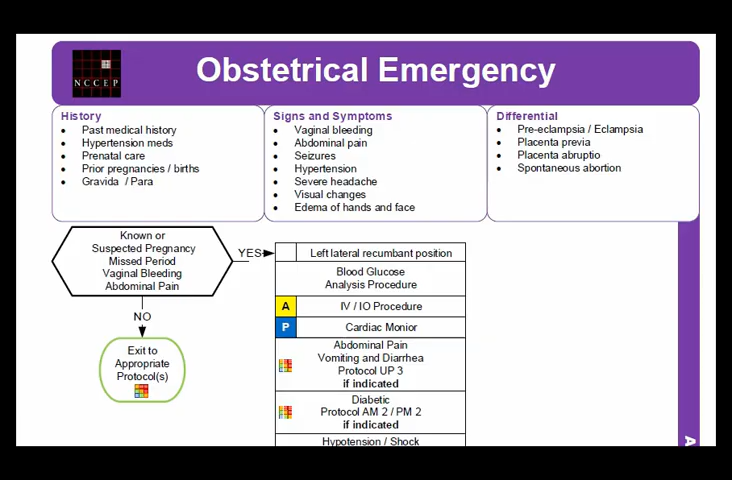 NCCEP
Obstetrical Emergency
History
• Past medical history
• Hypertension meds
• Prenatal care
• Prior pregnancies / births
• Gravida / Para
Signs and Symptoms
• Vaginal bleeding
• Abdominal pain
• Seizures
• Hypertension
• Severe headache
• Visual changes
• Edema of hands and face
Differential
• Pre-eclampsia / Eclampsia
• Placenta previa
• Placenta abruptio
• Spontaneous abortion
Known or
Suspected Pregnancy
Missed Period
Vaginal Bleeding
Abdominal Pain
YES
NO
Exit to
Appropriate
Protocol(s)
Left lateral recumbant position
Blood Glucose
Analysis Procedure
A IV / IO Procedure
P Cardiac Monior
Abdominal Pain
Vomiting and Diarrhea
Protocol UP 3
if indicated
Diabetic
Protocol AM 2 / PM 2
if indicated
Hypotension / Shock
A